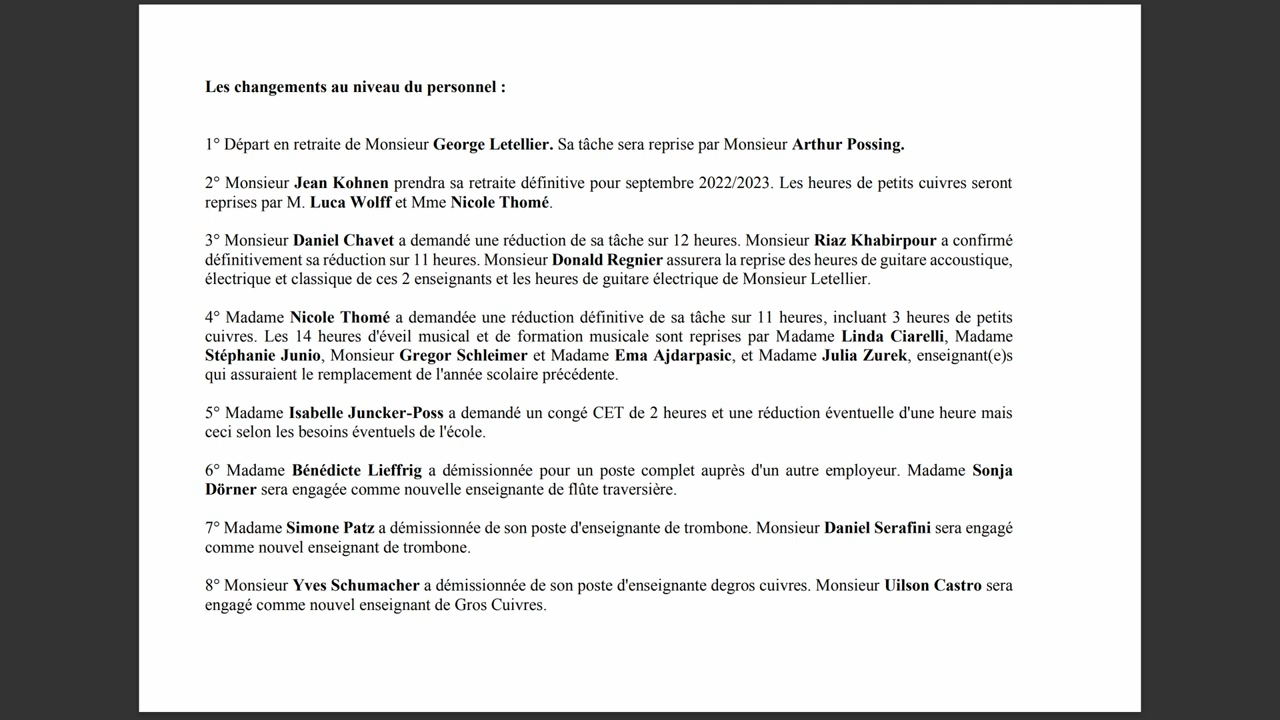 Les changements au niveau du personnel :
1° Départ en retraite de Monsieur George Letellier. Sa tâche sera reprise par Monsieur Arthur Possing.
2° Monsieur Jean Kohnen prendra sa retraite définitive pour septembre 2022/2023. Les heures de petits cuivres seront
reprises par M. Luca Wolff et Mme Nicole Thomé.
3° Monsieur Daniel Chavet a demandé une réduction de sa tâche sur 12 heures. Monsieur Riaz Khabirpour a confirmé
définitivement sa réduction sur 11 heures. Monsieur Donald Regnier assurera la reprise des heures de guitare accoustique,
électrique et classique de ces 2 enseignants et les heures de guitare électrique de Monsieur Letellier.
4° Madame Nicole Thomé a demandée une réduction définitive de sa tâche sur 11 heures, incluant 3 heures de petits
cuivres. Les 14 heures d'éveil musical et de formation musicale sont reprises par Madame Linda Ciarelli, Madame
Stéphanie Junio, Monsieur Gregor Schleimer et Madame Ema Ajdarpasic, et Madame Julia Zurek, enseignant(e)s
qui assuraient le remplacement de l'année scolaire précédente.
5° Madame Isabelle Juncker-Poss a demandé un congé CET de 2 heures et une réduction éventuelle d'une heure mais
ceci selon les besoins éventuels de l'école.
6° Madame Bénédicte Lieffrig a démissionnée pour un poste complet auprès d'un autre employeur. Madame Sonja
Dörner sera engagée comme nouvelle enseignante de flûte traversière.
7° Madame Simone Patz a démissionnée de son poste d'enseignante de trombone. Monsieur Daniel Serafini sera engagé
comme nouvel enseignant de trombone.
8° Monsieur Yves Schumacher a démissionnée de son poste d'enseignante degros cuivres. Monsieur Uilson Castro sera
engagé comme nouvel enseignant de Gros Cuivres.